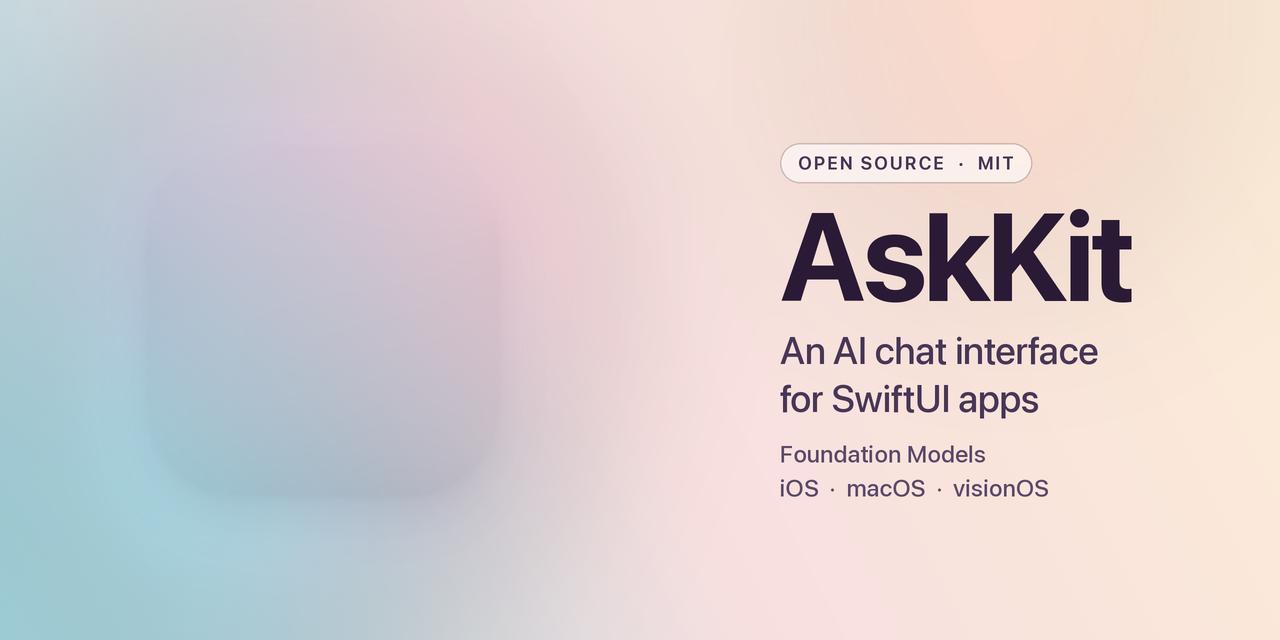 OPEN SOURCE · MIT
AskKit
An AI chat interface
for SwiftUI apps
Foundation Models
iOS · macOS · visionOS